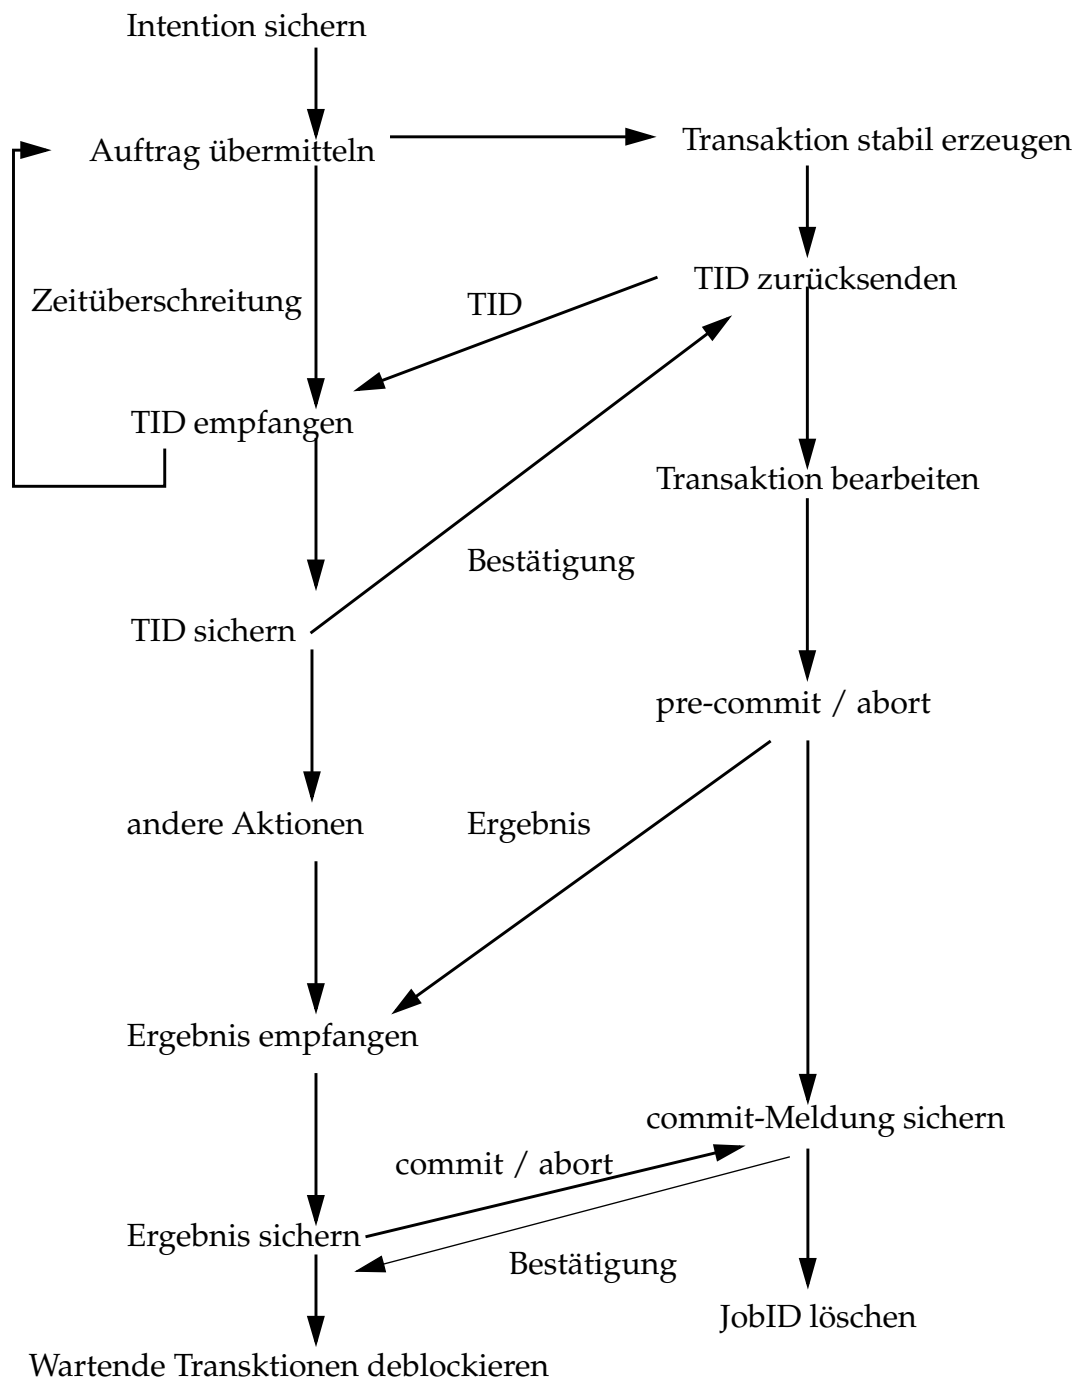 Intention sichern
Auftrag übermitteln
Transaktion stabil erzeugen
TID zurücksenden
Zeitüberschreitung
TID
TID empfangen
Transaktion bearbeiten
Bestätigung
TID sichern
pre-commit / abort
andere Aktionen
Ergebnis
Ergebnis empfangen
commit-Meldung sichern
commit / abort
Ergebnis sichern
Bestätigung
JobID löschen
Wartende Transktionen deblockieren